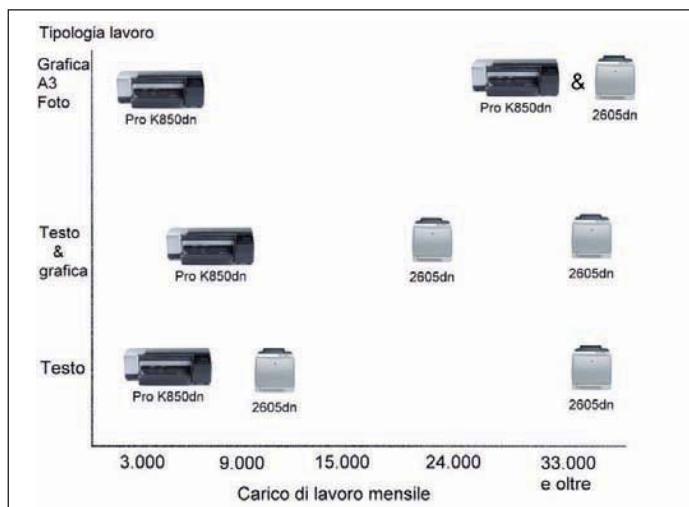 Tipologia lavoro
Grafica
A3
Foto
Pro K850dn
Pro K850dn
&
2605dn
Testo
&
grafica
Pro K850dn
2605dn
2605dn
Testo
Pro K850dn
2605dn
2605dn
3.000 9.000 15.000 24.000 33.000
e oltre
Carico di lavoro mensile